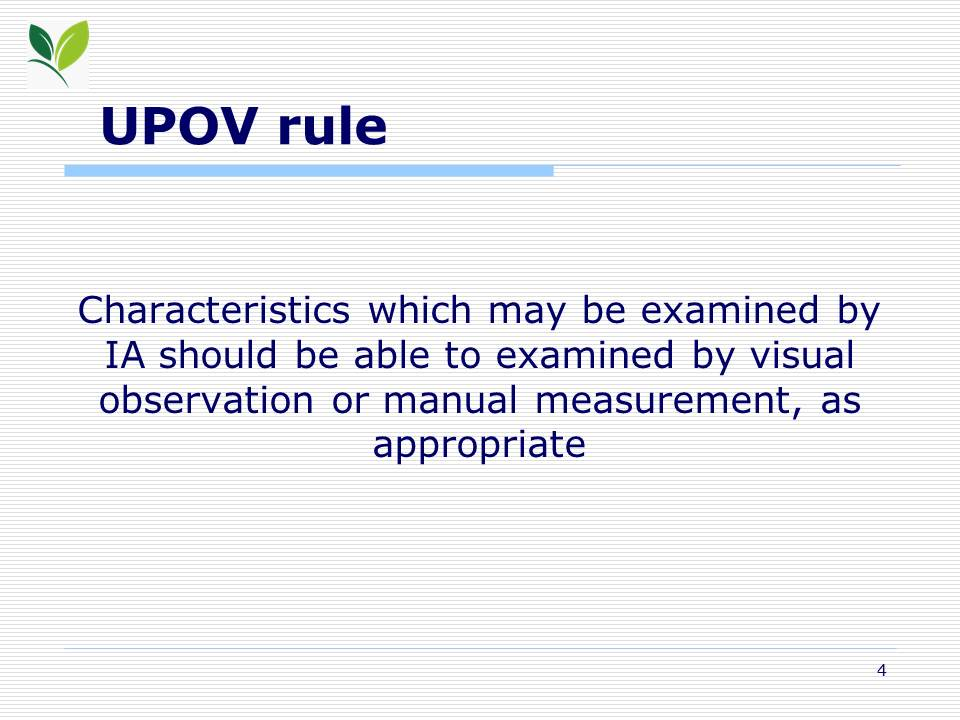 UPOV rule
Characteristics which may be examined by
IA should be able to examined by visual
observation or manual measurement, as
appropriate
4